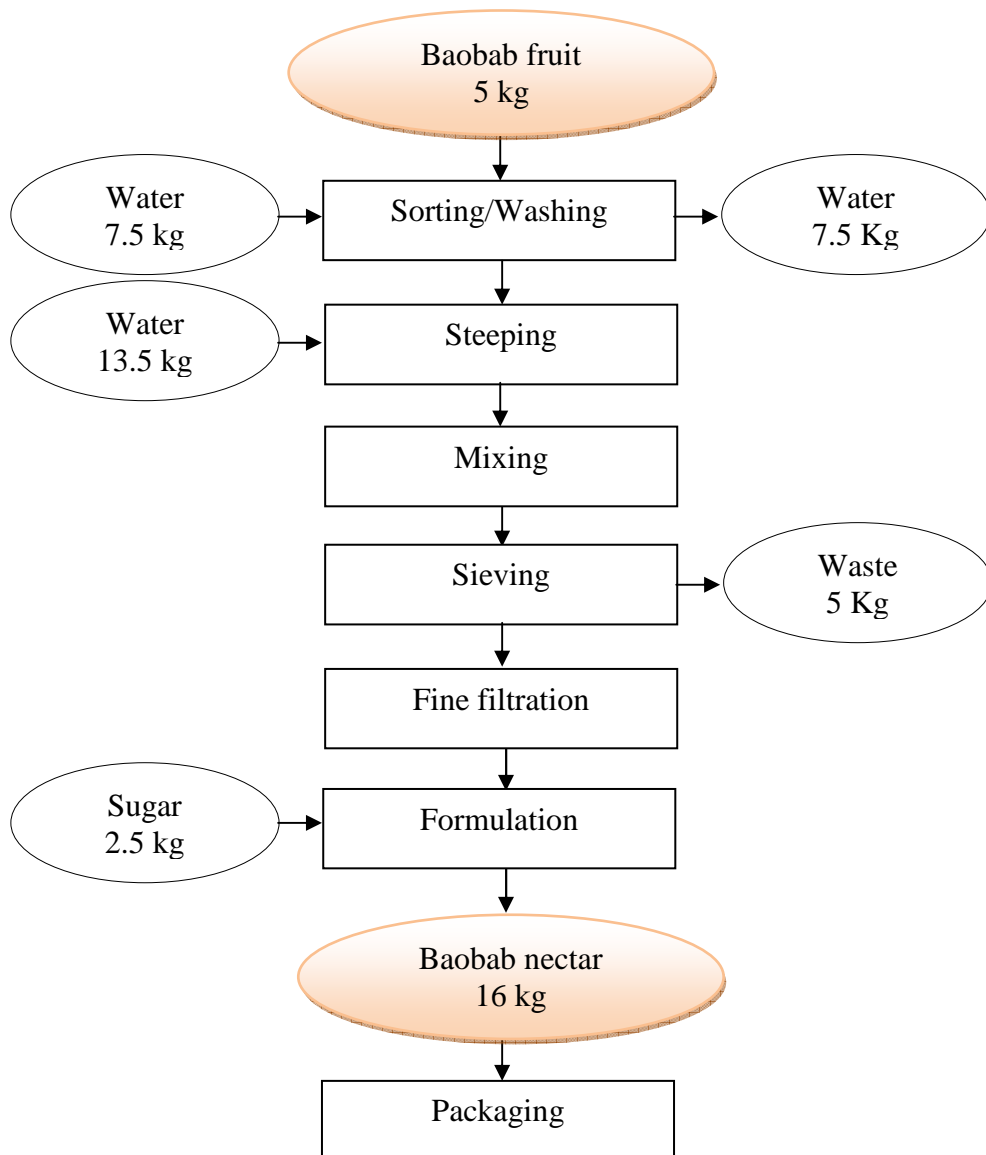 Baobab fruit
5 kg
Water
7.5 kg
Sorting/Washing
Water
7.5 Kg
Water
13.5 kg
Steeping
Mixing
Sieving
Waste
5 Kg
Fine filtration
Sugar
2.5 kg
Formulation
Baobab nectar
16 kg
Packaging